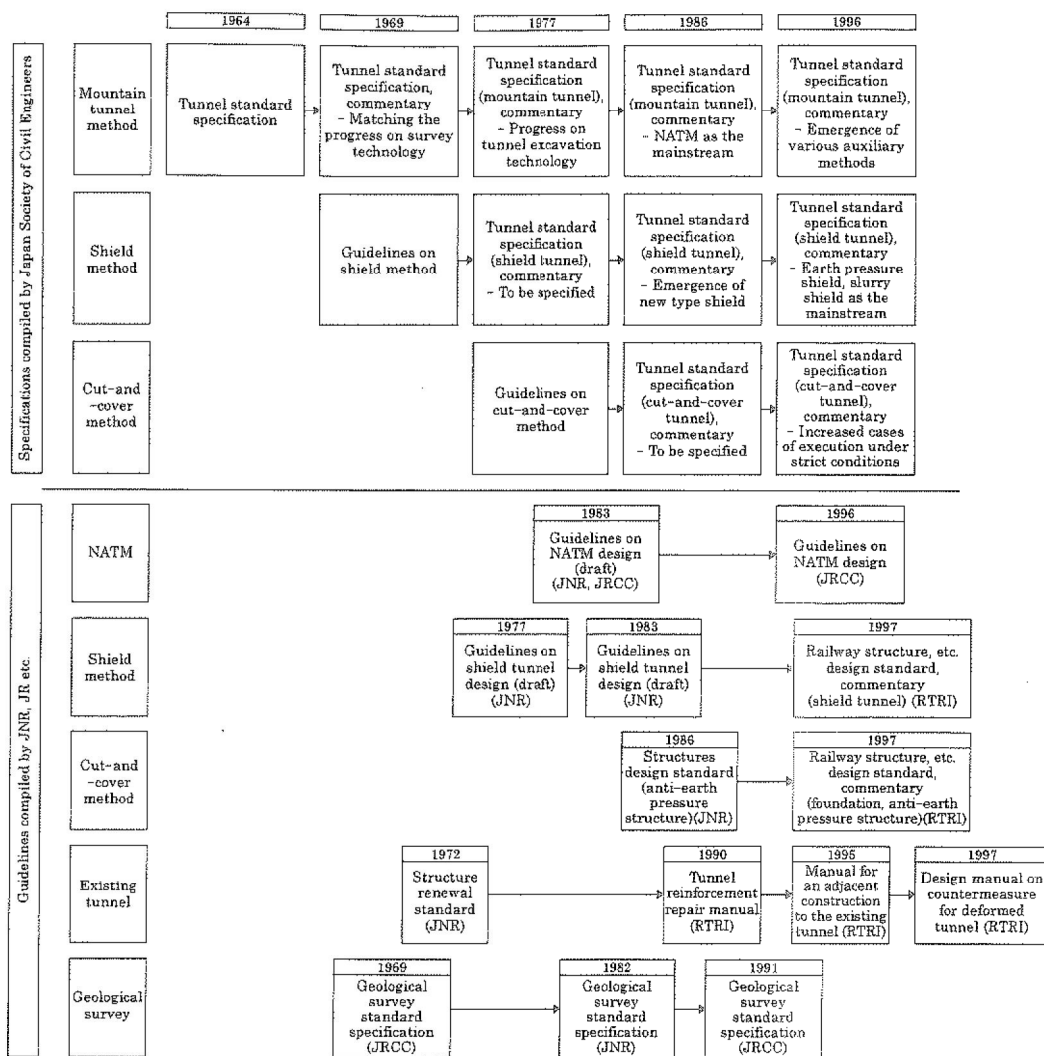 1964
1969
1977
1986
1996
Specifications compiled by Japan Society of Civil Engineers
Mountain
tunnel
method
Tunnel standard
specification
Tunnel standard
specification,
commentary
- Matching the
progress on survey
technology
Tunnel standard
specification
(mountain tunnel),
commentary
- Progress on
tunnel excavation
technology
Tunnel standard
specification
(mountain tunnel),
commentary
- NATM as the
mainstream
Tunnel standard
specification
(mountain tunnel),
commentary
- Emergence of
various auxiliary
methods
Shield
method
Guidelines on
shield method
Tunnel standard
specification
(shield tunnel),
commentary
- To be specified
Tunnel standard
specification
(shield tunnel),
commentary
- Emergence of
new type shield
Tunnel standard
specification
(shield tunnel),
commentary
- Earth pressure
shield, slurry
shield as the
mainstream
Cut-and
-cover
method
Guidelines on
cut-and-cover
method
Tunnel standard
specification
(cut-and-cover
tunnel),
commentary
- To be specified
Tunnel standard
specification
(cut-and-cover
tunnel),
commentary
- Increased cases
of execution under
strict conditions
Guidelines compiled by JNR, JR etc.
NATM
1983
Guidelines on
NATM design
(draft)
(JNR, JRCC)
1996
Guidelines on
NATM design
(JRCC)
Shield
method
1977
Guidelines on
shield tunnel
design (draft)
(JNR)
1983
Guidelines on
shield tunnel
design (draft)
(JNR)
1997
Railway structure, etc.
design standard,
commentary
(shield tunnel) (RTRI)
Cut-and
-cover
method
1986
Structures
design standard
(anti-earth
pressure
structure)(JNR)
1997
Railway structure, etc.
design standard,
commentary
(foundation, anti-earth
pressure structure)(RTRI)
Existing
tunnel
1972
Structure
renewal
standard
(JNR)
1990
Tunnel
reinforcement
repair manual
(RTRI)
1995
Manual for
an adjacent
construction
to the existing
tunnel (RTRI)
1997
Design manual on
countermeasure
for deformed
tunnel (RTRI)
Geological
survey
1969
Geological
survey
standard
specification
(JRCC)
1982
Geological
survey
standard
specification
(JNR)
1991
Geological
survey
standard
specification
(JRCC)